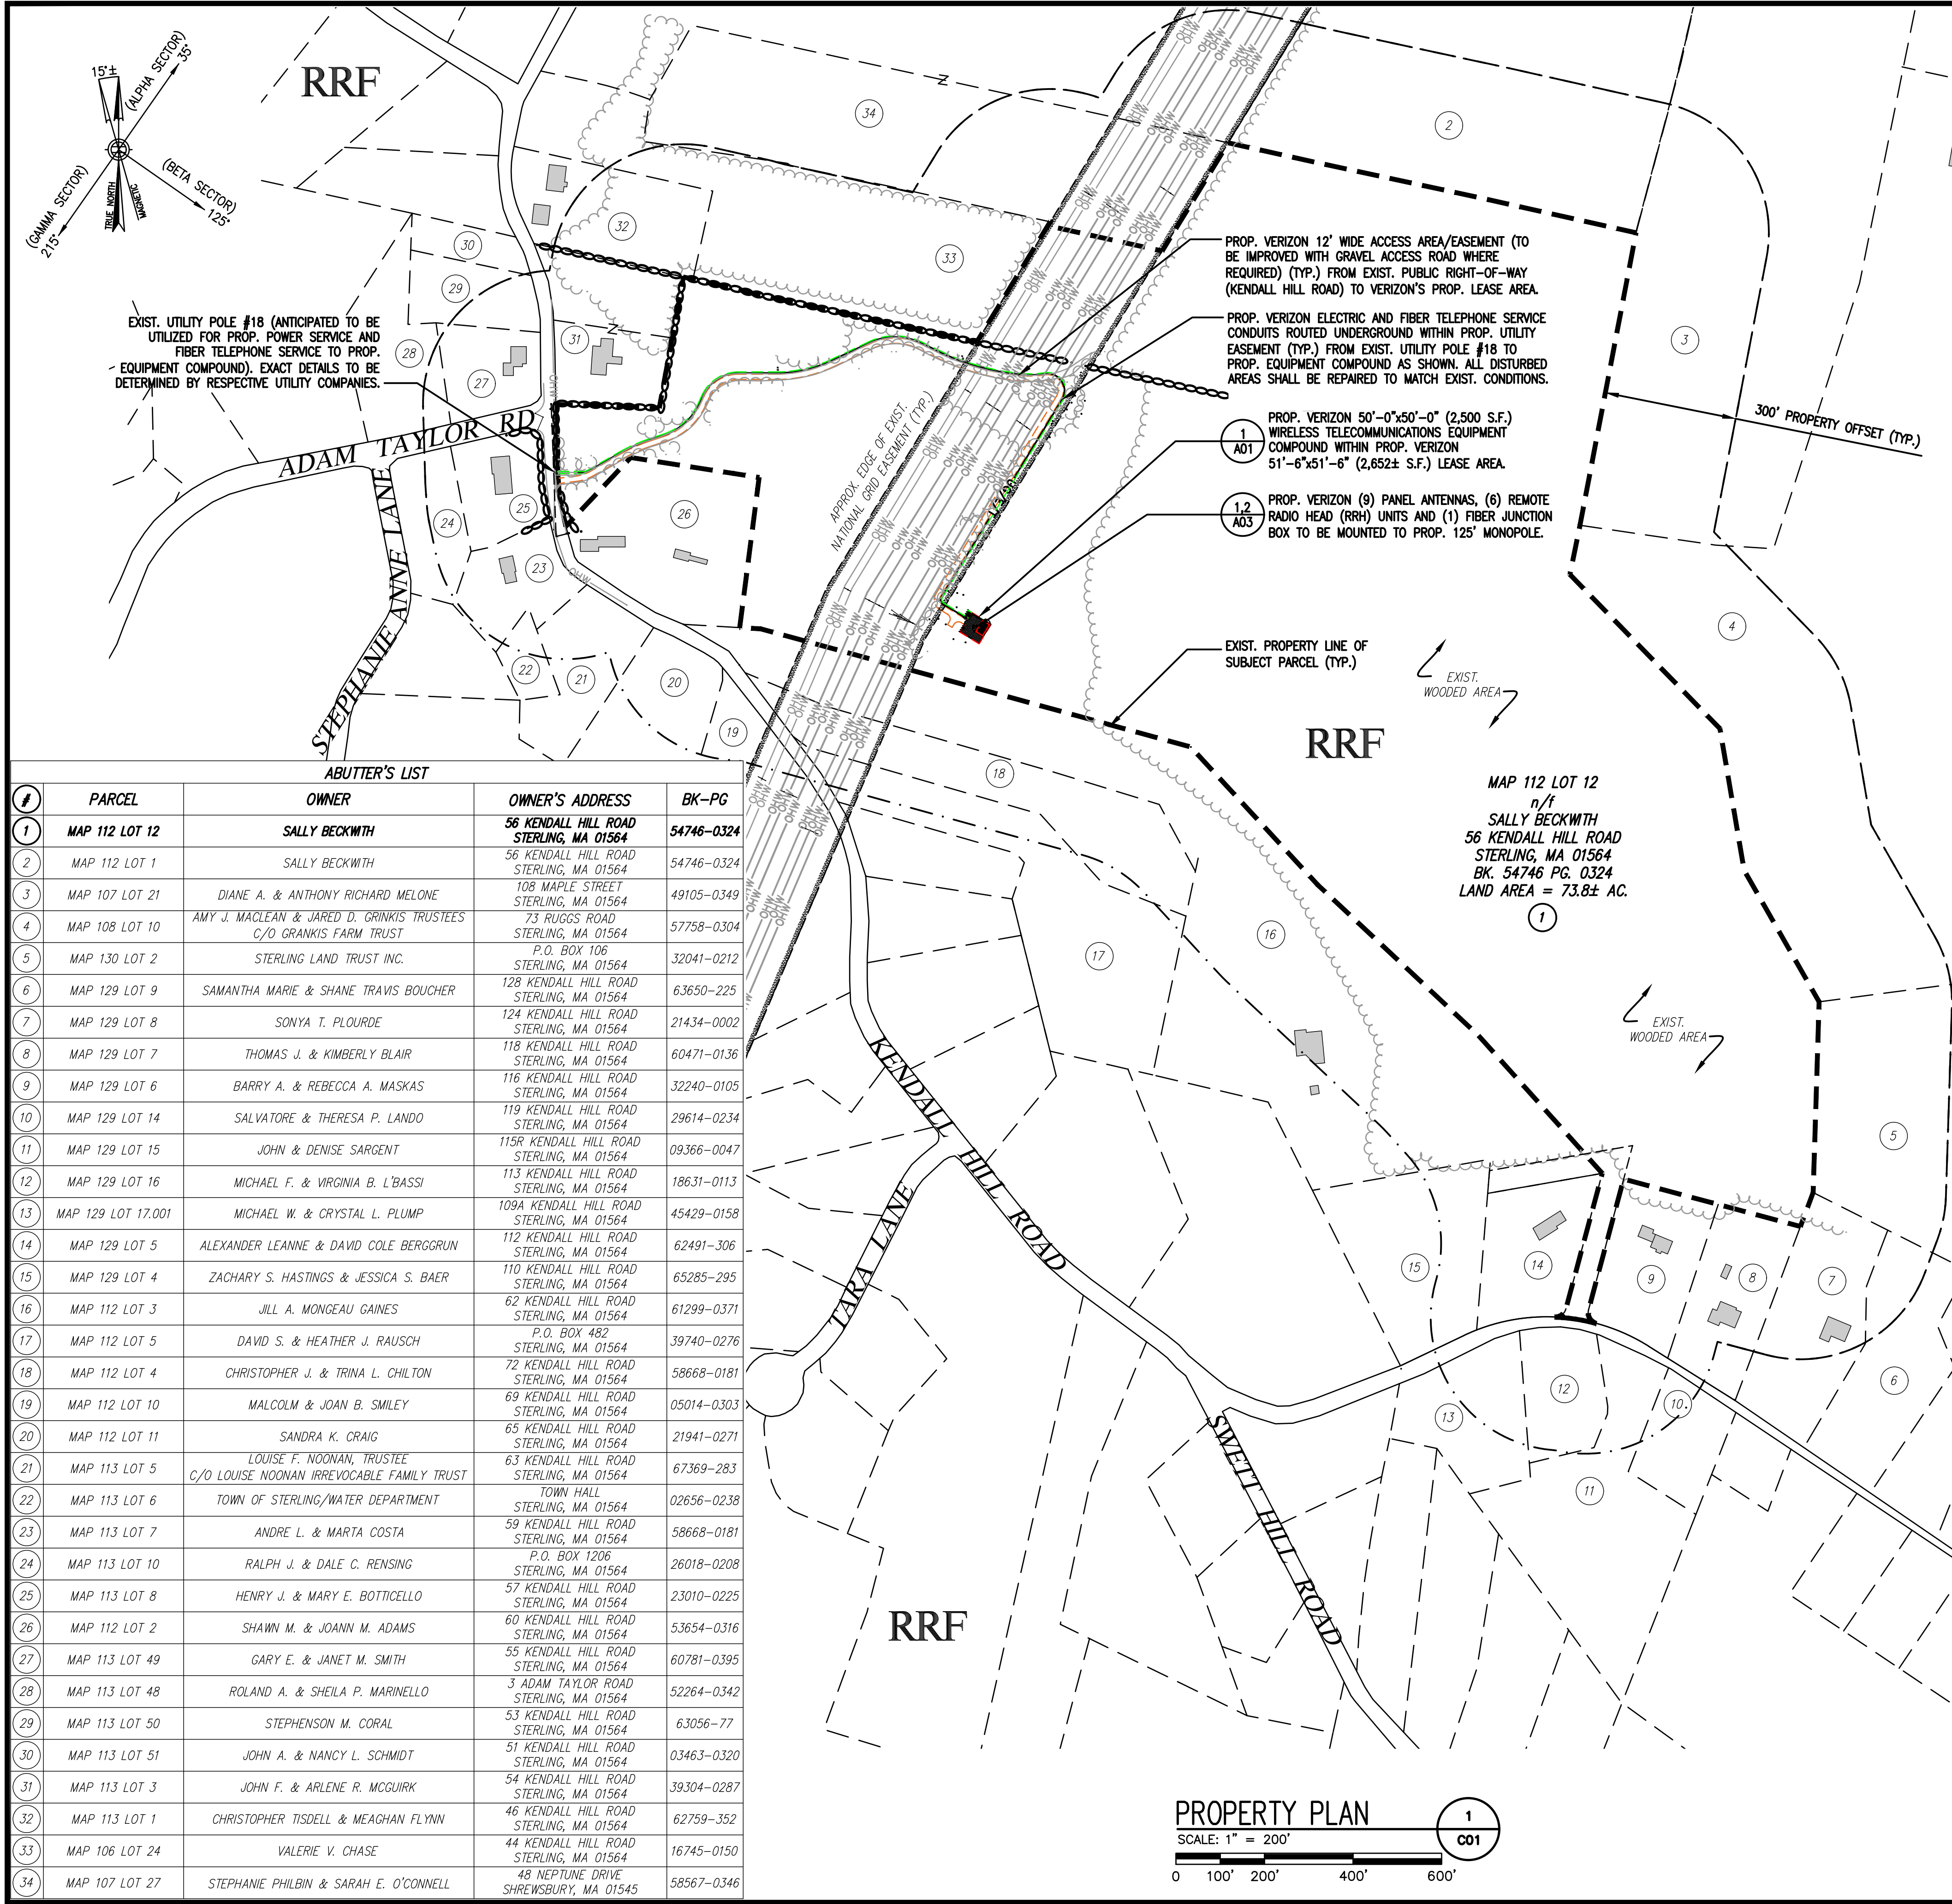 RRF
15°±
(ALPHA SECTOR)
35°
(BETA SECTOR)
125°
(GAMMA SECTOR)
215°
TRUE NORTH
MAGNETIC
34
2
32
30
33
29
31
28
27
3
EXIST. UTILITY POLE #18 (ANTICIPATED TO BE
UTILIZED FOR PROP. POWER SERVICE AND
FIBER TELEPHONE SERVICE TO PROP.
EQUIPMENT COMPOUND). EXACT DETAILS TO BE
DETERMINED BY RESPECTIVE UTILITY COMPANIES.
PROP. VERIZON 12' WIDE ACCESS AREA/EASEMENT (TO
BE IMPROVED WITH GRAVEL ACCESS ROAD WHERE
REQUIRED) (TYP.) FROM EXIST. PUBLIC RIGHT-OF-WAY
(KENDALL HILL ROAD) TO VERIZON'S PROP. LEASE AREA.
PROP. VERIZON ELECTRIC AND FIBER TELEPHONE SERVICE
CONDUITS ROUTED UNDERGROUND WITHIN PROP. UTILITY
EASEMENT (TYP.) FROM EXIST. UTILITY POLE #18 TO
PROP. EQUIPMENT COMPOUND AS SHOWN. ALL DISTURBED
AREAS SHALL BE REPAIRED TO MATCH EXIST. CONDITIONS.
1
A01
PROP. VERIZON 50'-0"x50'-0" (2,500 S.F.)
WIRELESS TELECOMMUNICATIONS EQUIPMENT
COMPOUND WITHIN PROP. VERIZON
51'-6"x51'-6" (2,652± S.F.) LEASE AREA.
1,2
A03
PROP. VERIZON (9) PANEL ANTENNAS, (6) REMOTE
RADIO HEAD (RRH) UNITS AND (1) FIBER JUNCTION
BOX TO BE MOUNTED TO PROP. 125' MONOPOLE.
300' PROPERTY OFFSET (TYP.)
APPROX. EDGE OF EXIST.
NATIONAL GRID EASEMENT (TYP.)
OHW
ADAM TAYLOR RD
STEPHANIE ANNE LANE
24
25
26
23
22
21
20
19
18
4
EXIST. PROPERTY LINE OF
SUBJECT PARCEL (TYP.)
EXIST.
WOODED AREA
RRF
MAP 112 LOT 12
n/f
SALLY BECKWITH
56 KENDALL HILL ROAD
STERLING, MA 01564
BK. 54746 PG. 0324
LAND AREA = 73.8± AC.
1
16
17
EXIST.
WOODED AREA
5
KENDALL HILL ROAD
TARA LANE
SWETT HILL ROAD
15
14
9
8
7
6
13
12
10
11
RRF
ABUTTER'S LIST
# PARCEL OWNER OWNER'S ADDRESS BK-PG
1 MAP 112 LOT 12 SALLY BECKWITH 56 KENDALL HILL ROAD STERLING, MA 01564 54746-0324
2 MAP 112 LOT 1 SALLY BECKWITH 56 KENDALL HILL ROAD STERLING, MA 01564 54746-0324
3 MAP 107 LOT 21 DIANE A. & ANTHONY RICHARD MELONE 108 MAPLE STREET STERLING, MA 01564 49105-0349
4 MAP 108 LOT 10 AMY J. MACLEAN & JARED D. GRINKIS TRUSTEES C/O GRANKIS FARM TRUST 73 RUGGS ROAD STERLING, MA 01564 57758-0304
5 MAP 130 LOT 2 STERLING LAND TRUST INC. P.O. BOX 106 STERLING, MA 01564 32041-0212
6 MAP 129 LOT 9 SAMANTHA MARIE & SHANE TRAVIS BOUCHER 128 KENDALL HILL ROAD STERLING, MA 01564 63650-225
7 MAP 129 LOT 8 SONYA T. PLOURDE 124 KENDALL HILL ROAD STERLING, MA 01564 21434-0002
8 MAP 129 LOT 7 THOMAS J. & KIMBERLY BLAIR 118 KENDALL HILL ROAD STERLING, MA 01564 60471-0136
9 MAP 129 LOT 6 BARRY A. & REBECCA A. MASKAS 116 KENDALL HILL ROAD STERLING, MA 01564 32240-0105
10 MAP 129 LOT 14 SALVATORE & THERESA P. LANDO 119 KENDALL HILL ROAD STERLING, MA 01564 29614-0234
11 MAP 129 LOT 15 JOHN & DENISE SARGENT 115R KENDALL HILL ROAD STERLING, MA 01564 09366-0047
12 MAP 129 LOT 16 MICHAEL F. & VIRGINIA B. L'BASSI 113 KENDALL HILL ROAD STERLING, MA 01564 18631-0113
13 MAP 129 LOT 17.001 MICHAEL W. & CRYSTAL L. PLUMP 109A KENDALL HILL ROAD STERLING, MA 01564 45429-0158
14 MAP 129 LOT 5 ALEXANDER LEANNE & DAVID COLE BERGGRUN 112 KENDALL HILL ROAD STERLING, MA 01564 62491-306
15 MAP 129 LOT 4 ZACHARY S. HASTINGS & JESSICA S. BAER 110 KENDALL HILL ROAD STERLING, MA 01564 65285-295
16 MAP 112 LOT 3 JILL A. MONGEAU GAINES 62 KENDALL HILL ROAD STERLING, MA 01564 61299-0371
17 MAP 112 LOT 5 DAVID S. & HEATHER J. RAUSCH P.O. BOX 482 STERLING, MA 01564 39740-0276
18 MAP 112 LOT 4 CHRISTOPHER J. & TRINA L. CHILTON 72 KENDALL HILL ROAD STERLING, MA 01564 58668-0181
19 MAP 112 LOT 10 MALCOLM & JOAN B. SMILEY 69 KENDALL HILL ROAD STERLING, MA 01564 05014-0303
20 MAP 112 LOT 11 SANDRA K. CRAIG 65 KENDALL HILL ROAD STERLING, MA 01564 21941-0271
21 MAP 113 LOT 5 LOUISE F. NOONAN, TRUSTEE C/O LOUISE NOONAN IRREVOCABLE FAMILY TRUST 63 KENDALL HILL ROAD STERLING, MA 01564 67369-283
22 MAP 113 LOT 6 TOWN OF STERLING/WATER DEPARTMENT TOWN HALL STERLING, MA 01564 02656-0238
23 MAP 113 LOT 7 ANDRE L. & MARTA COSTA 59 KENDALL HILL ROAD STERLING, MA 01564 58668-0181
24 MAP 113 LOT 10 RALPH J. & DALE C. RENSING P.O. BOX 1206 STERLING, MA 01564 26018-0208
25 MAP 113 LOT 8 HENRY J. & MARY E. BOTTICELLO 57 KENDALL HILL ROAD STERLING, MA 01564 23010-0225
26 MAP 112 LOT 2 SHAWN M. & JOANN M. ADAMS 60 KENDALL HILL ROAD STERLING, MA 01564 53654-0316
27 MAP 113 LOT 49 GARY E. & JANET M. SMITH 55 KENDALL HILL ROAD STERLING, MA 01564 60781-0395
28 MAP 113 LOT 48 ROLAND A. & SHEILA P. MARINELLO 3 ADAM TAYLOR ROAD STERLING, MA 01564 52264-0342
29 MAP 113 LOT 50 STEPHENSON M. CORAL 53 KENDALL HILL ROAD STERLING, MA 01564 63056-77
30 MAP 113 LOT 51 JOHN A. & NANCY L. SCHMIDT 51 KENDALL HILL ROAD STERLING, MA 01564 03463-0320
31 MAP 113 LOT 3 JOHN F. & ARLENE R. MCGUIRK 54 KENDALL HILL ROAD STERLING, MA 01564 39304-0287
32 MAP 113 LOT 1 CHRISTOPHER TISDELL & MEAGHAN FLYNN 46 KENDALL HILL ROAD STERLING, MA 01564 62759-352
33 MAP 106 LOT 24 VALERIE V. CHASE 44 KENDALL HILL ROAD STERLING, MA 01564 16745-0150
34 MAP 107 LOT 27 STEPHANIE PHILBIN & SARAH E. O'CONNELL 48 NEPTUNE DRIVE SHREWSBURY, MA 01545 58567-0346
PROPERTY PLAN
1
C01
SCALE: 1" = 200'
0 100' 200' 400' 600'